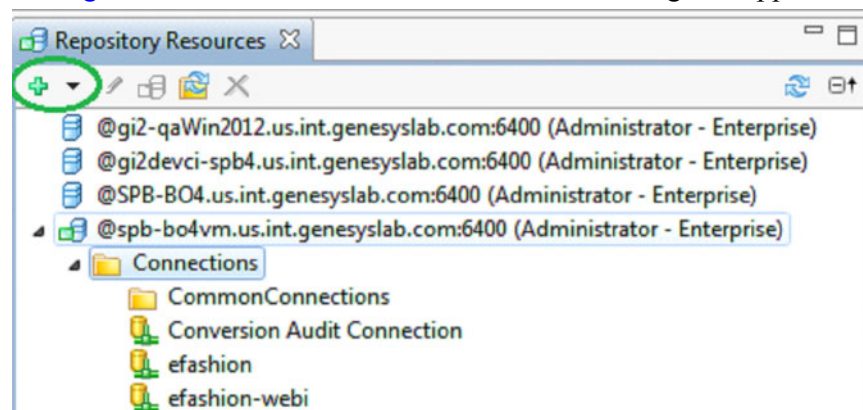 Repository Resources
@gi2-qaWin2012.us.int.genesyslab.com:6400 (Administrator - Enterprise)
@gi2devci-spb4.us.int.genesyslab.com:6400 (Administrator - Enterprise)
@SPB-BO4.us.int.genesyslab.com:6400 (Administrator - Enterprise)
@spb-bo4vm.us.int.genesyslab.com:6400 (Administrator - Enterprise)
Connections
CommonConnections
Conversion Audit Connection
efashion
efashion-webi